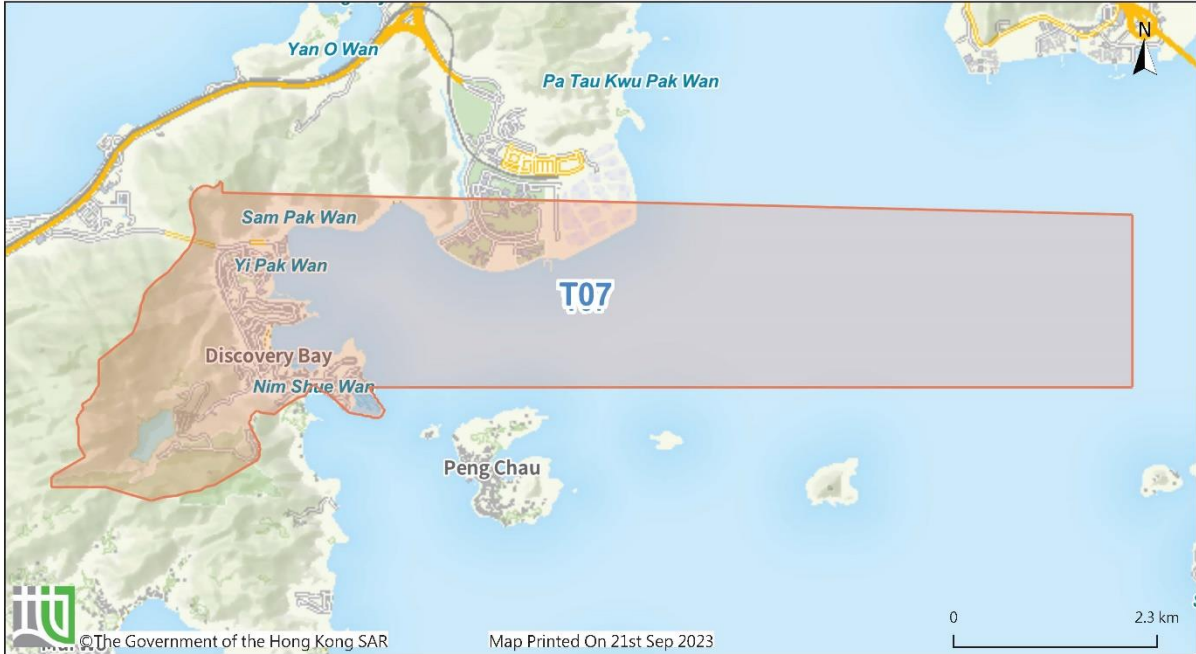 Yan O Wan
Pa Tau Kwu Pak Wan
N
Sam Pak Wan
Yi Pak Wan
T07
Discovery Bay
Nim Shue Wan
Peng Chau
0
2.3 km
©The Government of the Hong Kong SAR
Map Printed On 21st Sep 2023